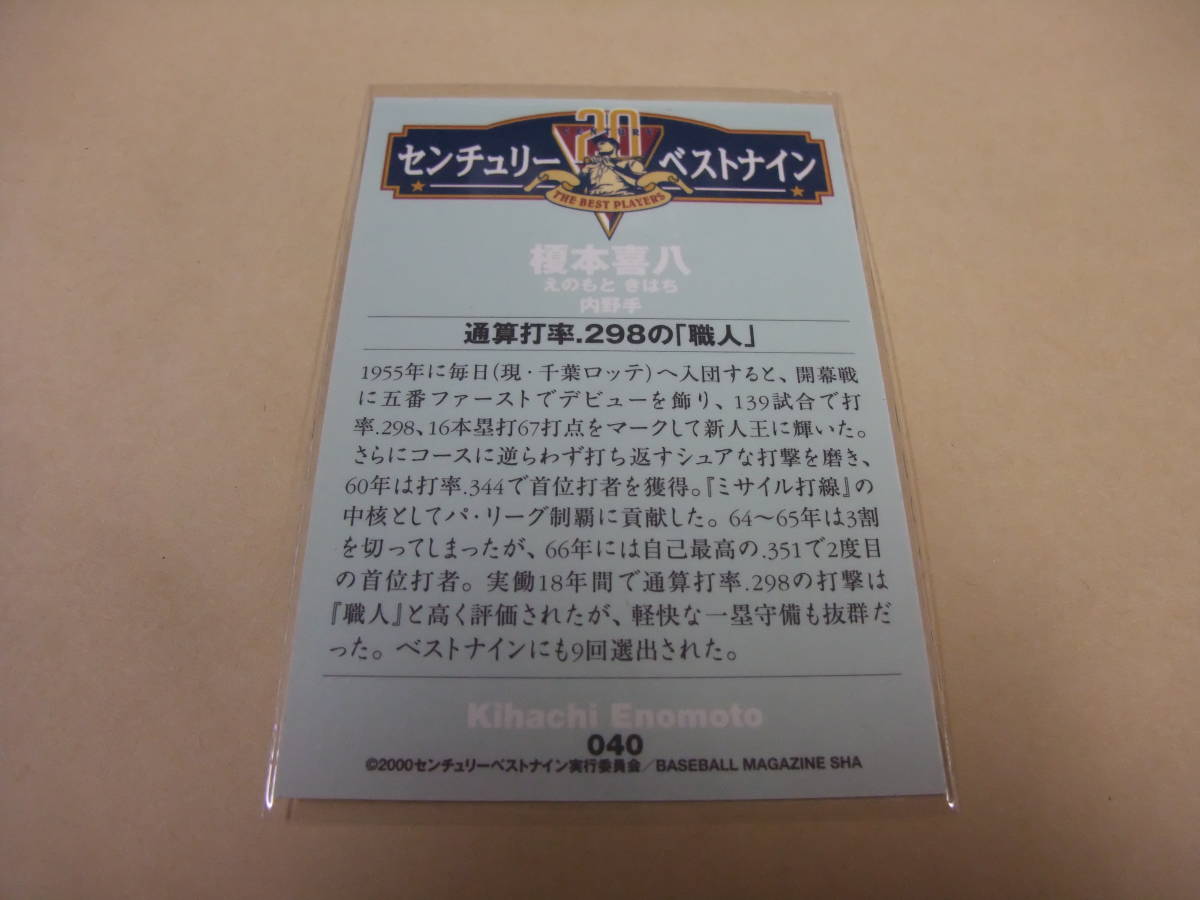 20
CENTURY
センチュリー ベストナイン
THE BEST PLAYERS
榎本喜八
えのもと きはち
内野手
通算打率.298の「職人」
1955年に毎日(現・千葉ロッテ)へ入団すると、開幕戦
に五番ファーストでデビューを飾り、139試合で打
率.298、16本塁打67打点をマークして新人王に輝いた。
さらにコースに逆らわず打ち返すシュアな打撃を磨き、
60年は打率.344で首位打者を獲得。『ミサイル打線』の
中核としてパ・リーグ制覇に貢献した。64〜65年は3割
を切ってしまったが、66年には自己最高の.351で2度目
の首位打者。実働18年間で通算打率.298の打撃は
『職人』と高く評価されたが、軽快な一塁守備も抜群だ
った。ベストナインにも9回選出された。
Kihachi Enomoto
040
©2000センチュリーベストナイン実行委員会／BASEBALL MAGAZINE SHA